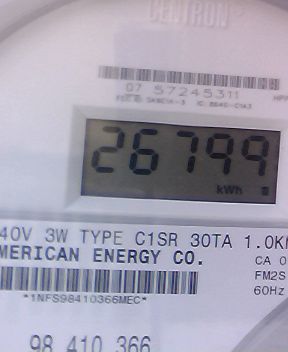 CENTRON
07 57245311
26799
kWh
40V 3W TYPE C1SR 30TA 1.0K
MERICAN ENERGY CO.
CA 0
FM2S
60Hz
*1NFS98410366MEC*
98 410 366